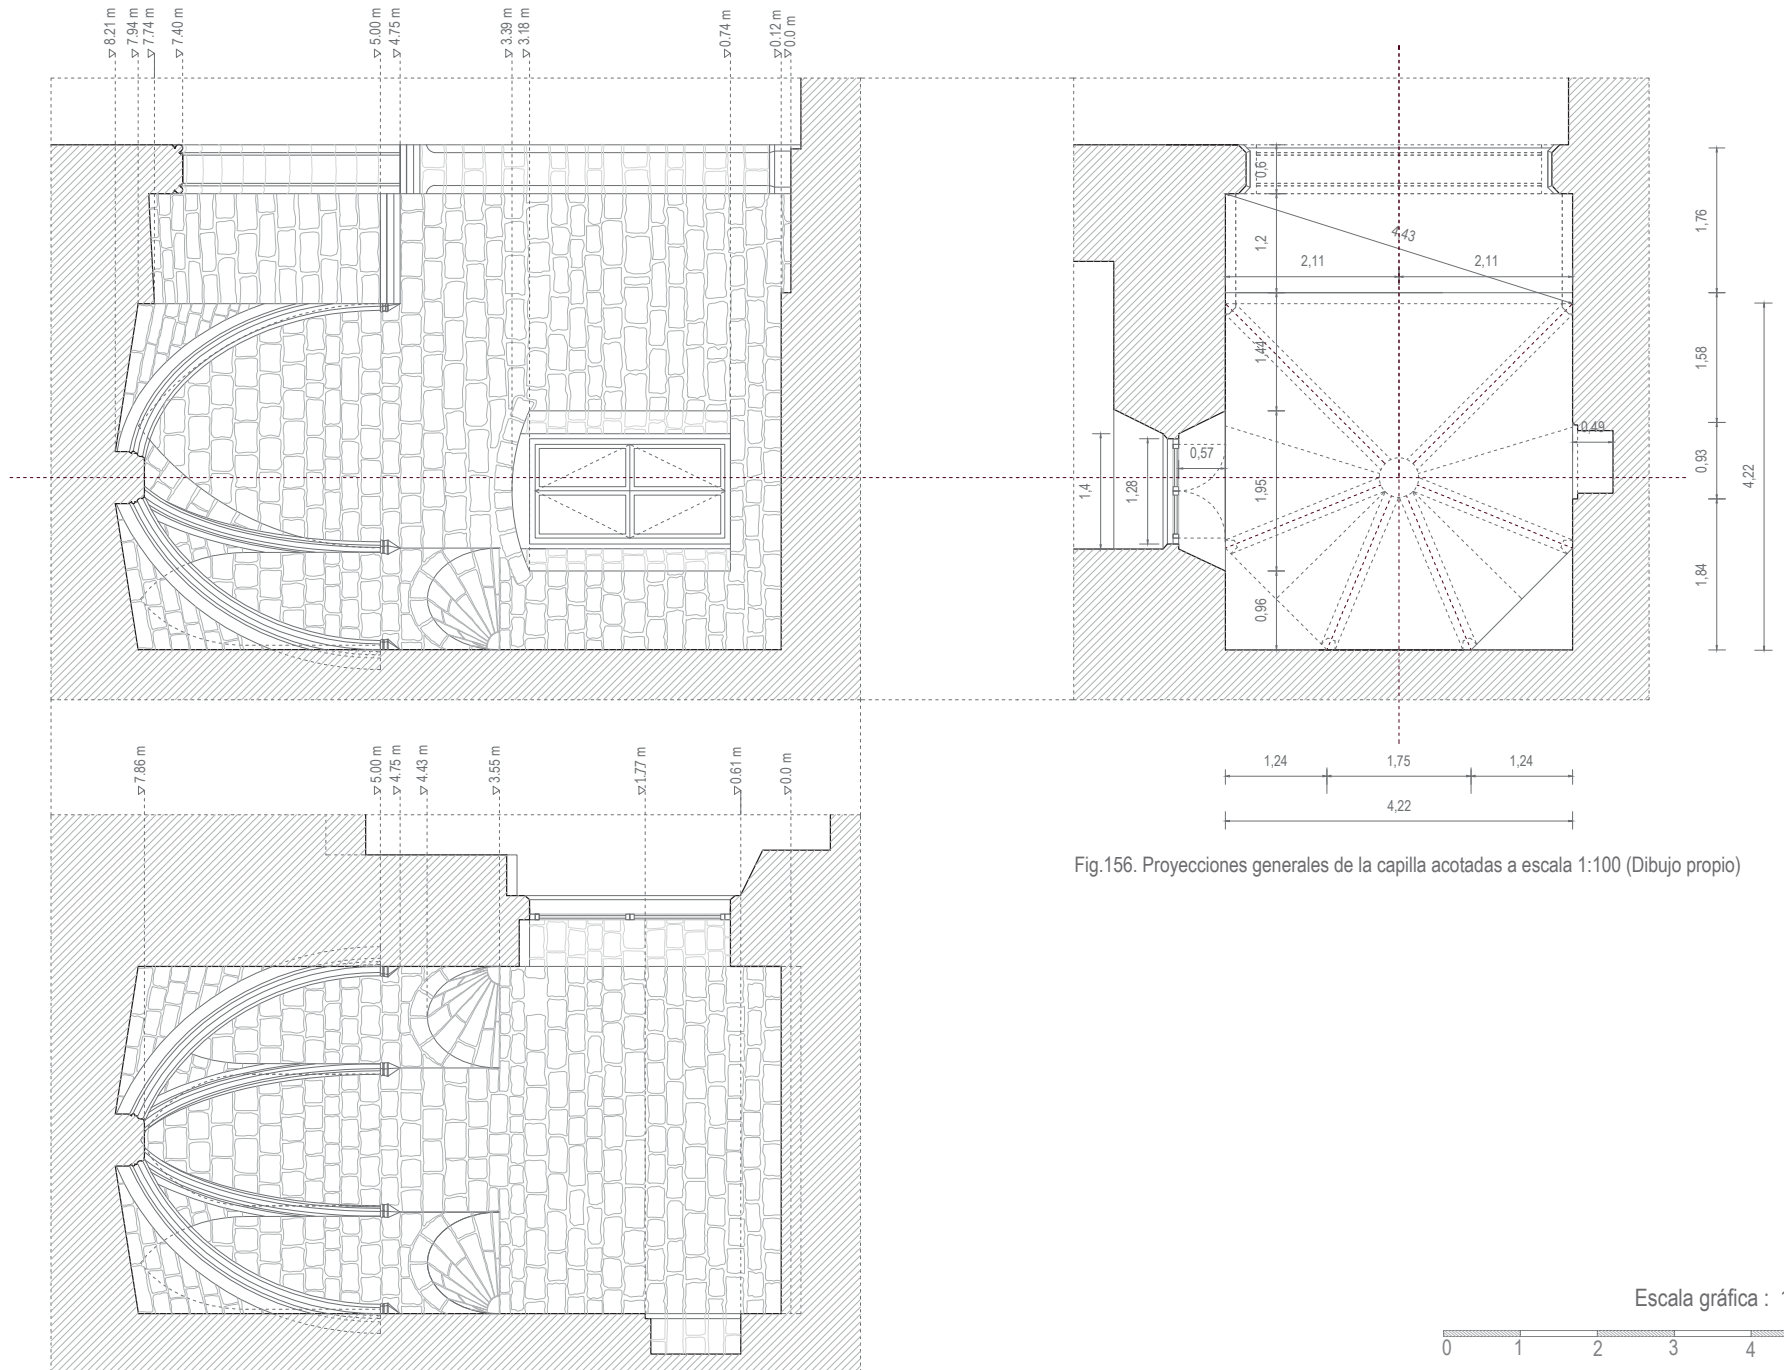 8.21 m
7.94 m
7.74 m
7.40 m
5.00 m
4.75 m
3.39 m
3.18 m
0.74 m
0.12 m
0.0 m
0,6
1,2
4,43
2,11
2,11
1,44
0,57
1,95
1,28
1,4
0,96
0,49
1,76
1,58
0,93
4,22
1,84
1,24
1,75
1,24
4,22
7.86 m
5.00 m
4.75 m
4.43 m
3.55 m
1.77 m
0.61 m
0.0 m
Fig.156. Proyecciones generales de la capilla acotadas a escala 1:100 (Dibujo propio)
Escala gráfica : 1
0 1 2 3 4